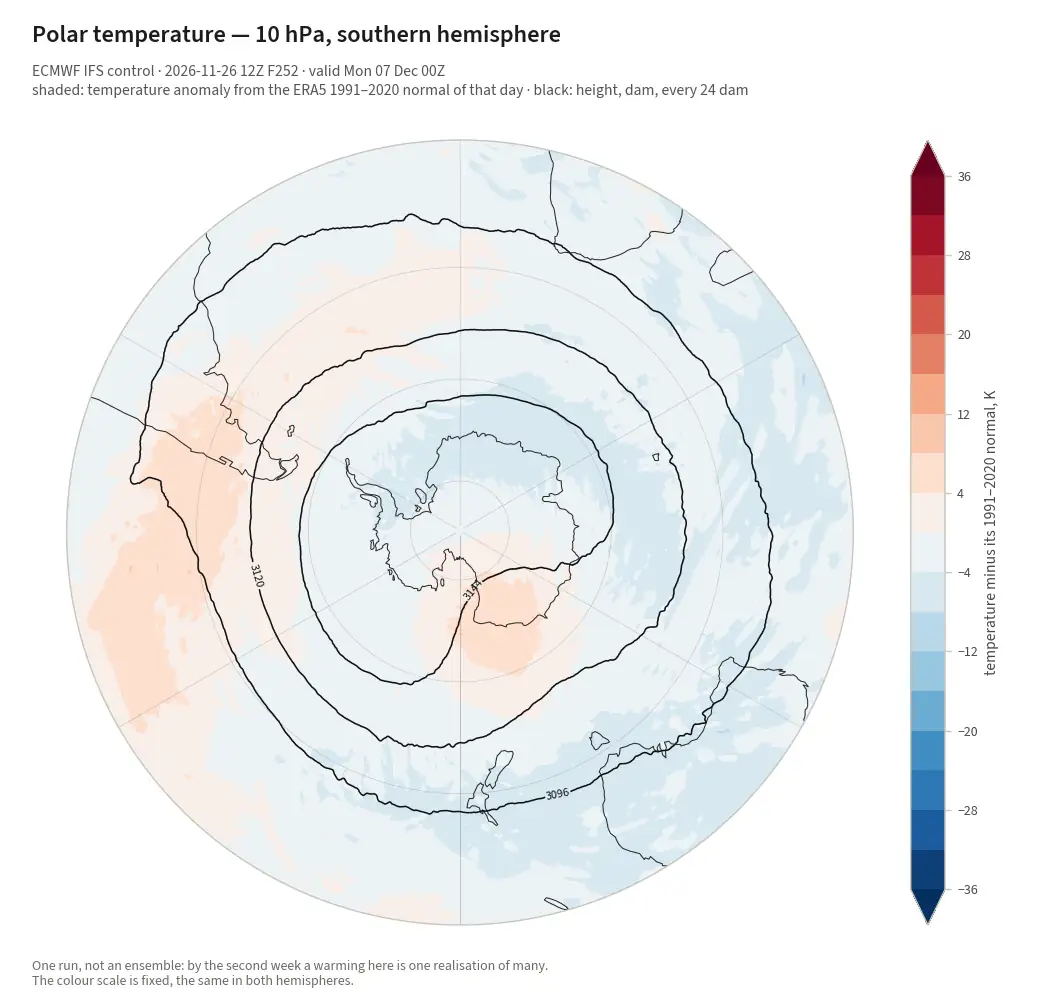 Polar temperature — 10 hPa, southern hemisphere
ECMWF IFS control · 2026-11-26 12Z F252 · valid Mon 07 Dec 00Z
shaded: temperature anomaly from the ERA5 1991–2020 normal of that day · black: height, dam, every 24 dam
36
28
20
12
4
−4
−12
−20
−28
−36
temperature minus its 1991–2020 normal, K
3120
3144
3096
One run, not an ensemble: by the second week a warming here is one realisation of many.
The colour scale is fixed, the same in both hemispheres.